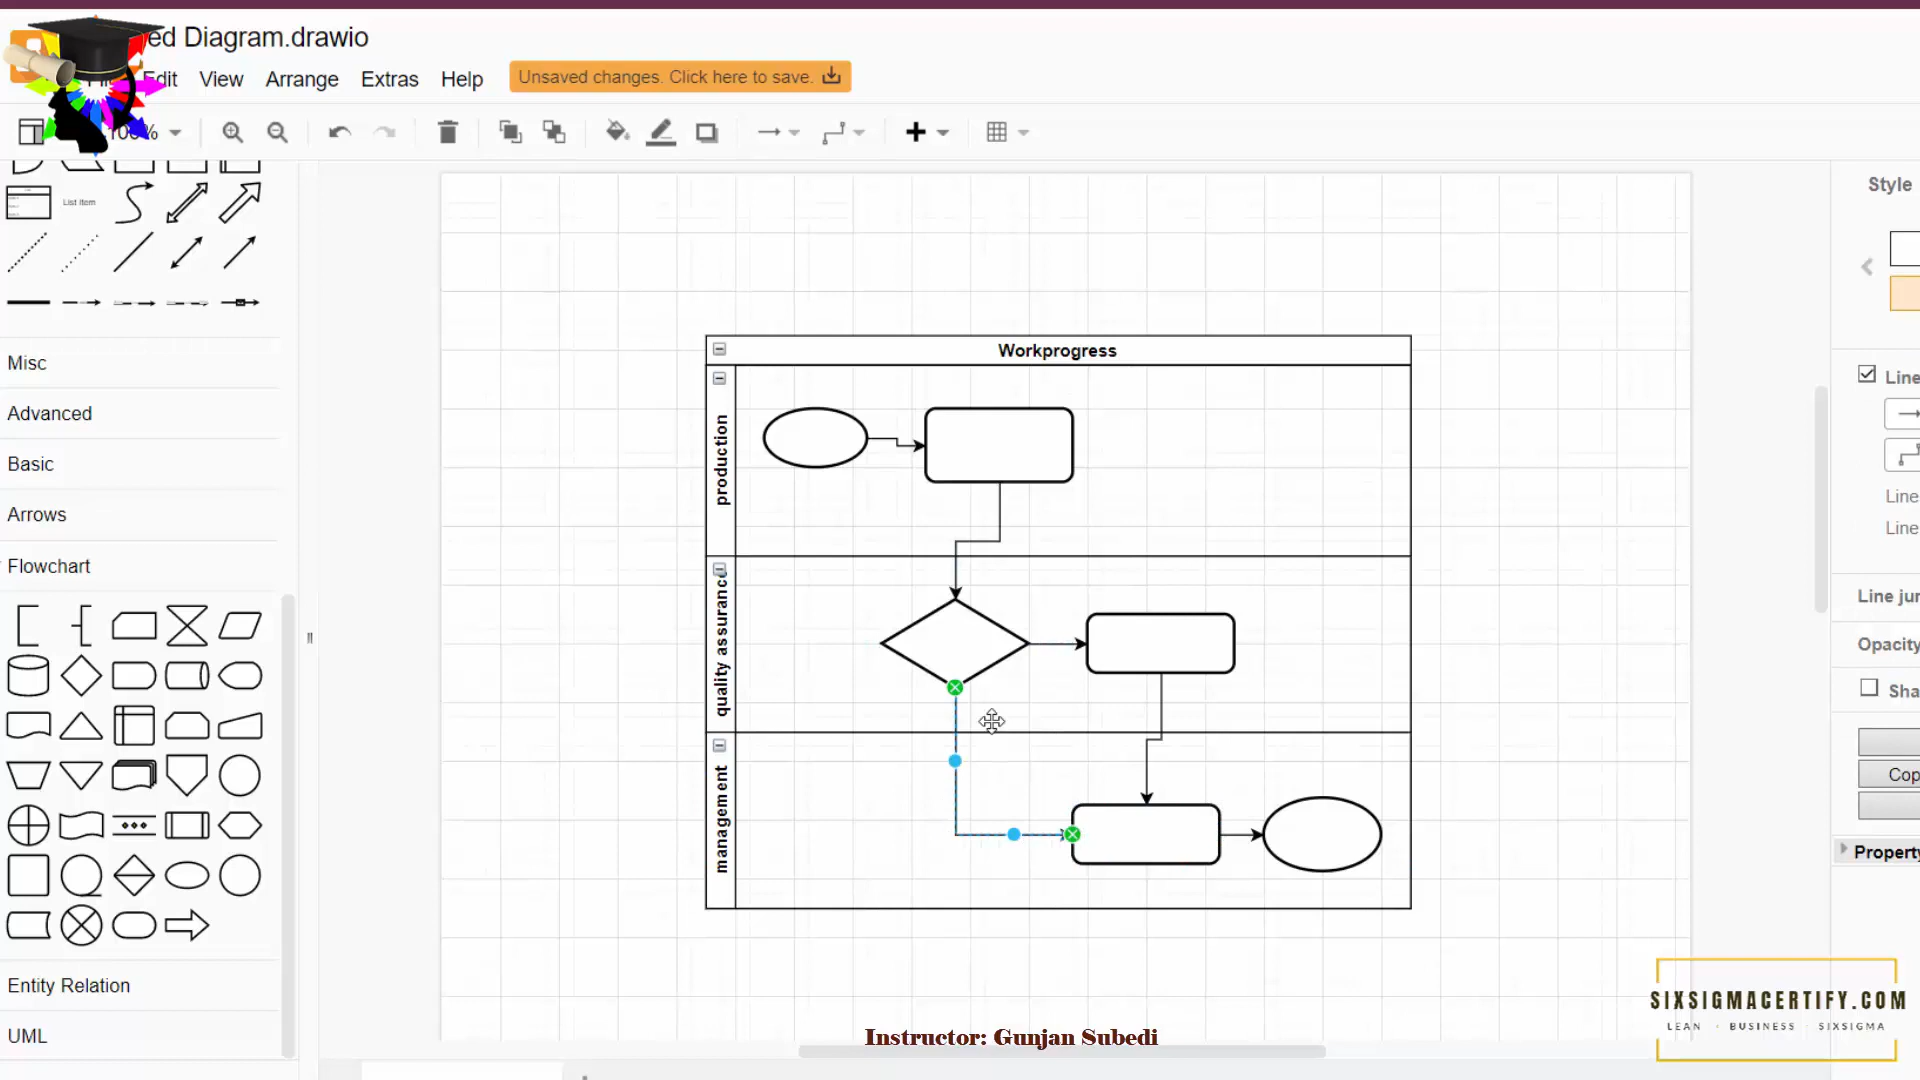 ed Diagram.drawio
Edit View Arrange Extras Help Unsaved changes. Click here to save.
100%
Style
List Item
Workprogress
production
quality assurance
management
Misc
Advanced
Basic
Arrows
Flowchart
Entity Relation
UML
Line
Line
Line
Line jur
Opacity
Sha
Cop
Property
SIXSIGMACERTIFY.COM
LEAN · BUSINESS · SIXSIGMA
Instructor: Gunjan Subedi